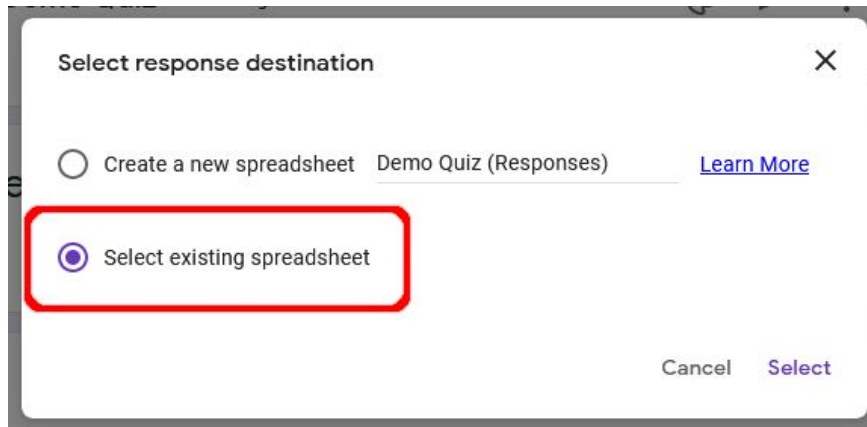 Select response destination
Create a new spreadsheet Demo Quiz (Responses) Learn More
Select existing spreadsheet
Cancel Select